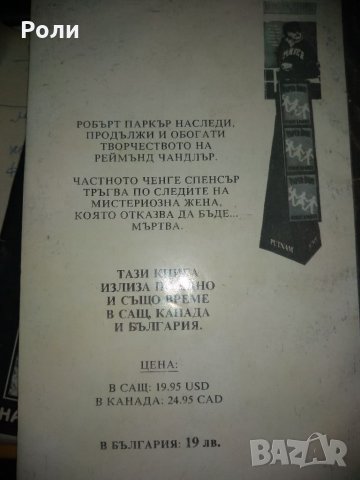 Роли
РОБЪРТ ПАРКЪР НАСЛЕДИ,
ПРОДЪЛЖИ И ОБОГАТИ
ТВОРЧЕСТВОТО НА
РЕЙМЪНД ЧАНДЛЪР.
ЧАСТНОТО ЧЕНГЕ СПЕНСЪР
ТРЪГВА ПО СЛЕДИТЕ НА
МИСТЕРИОЗНА ЖЕНА,
КОЯТО ОТКАЗВА ДА БЪДЕ...
МЪРТВА.
PUTNAM
ТАЗИ КНИГА
ИЗЛИЗА
И СЪЩО ВРЕМЕ
В САЩ, КАНАДА
И БЪЛГАРИЯ.
ЦЕНА:
В САЩ: 19.95 USD
В КАНАДА: 24.95 CAD
НА
В БЪЛГАРИЯ: 19 лв.
BAZAR